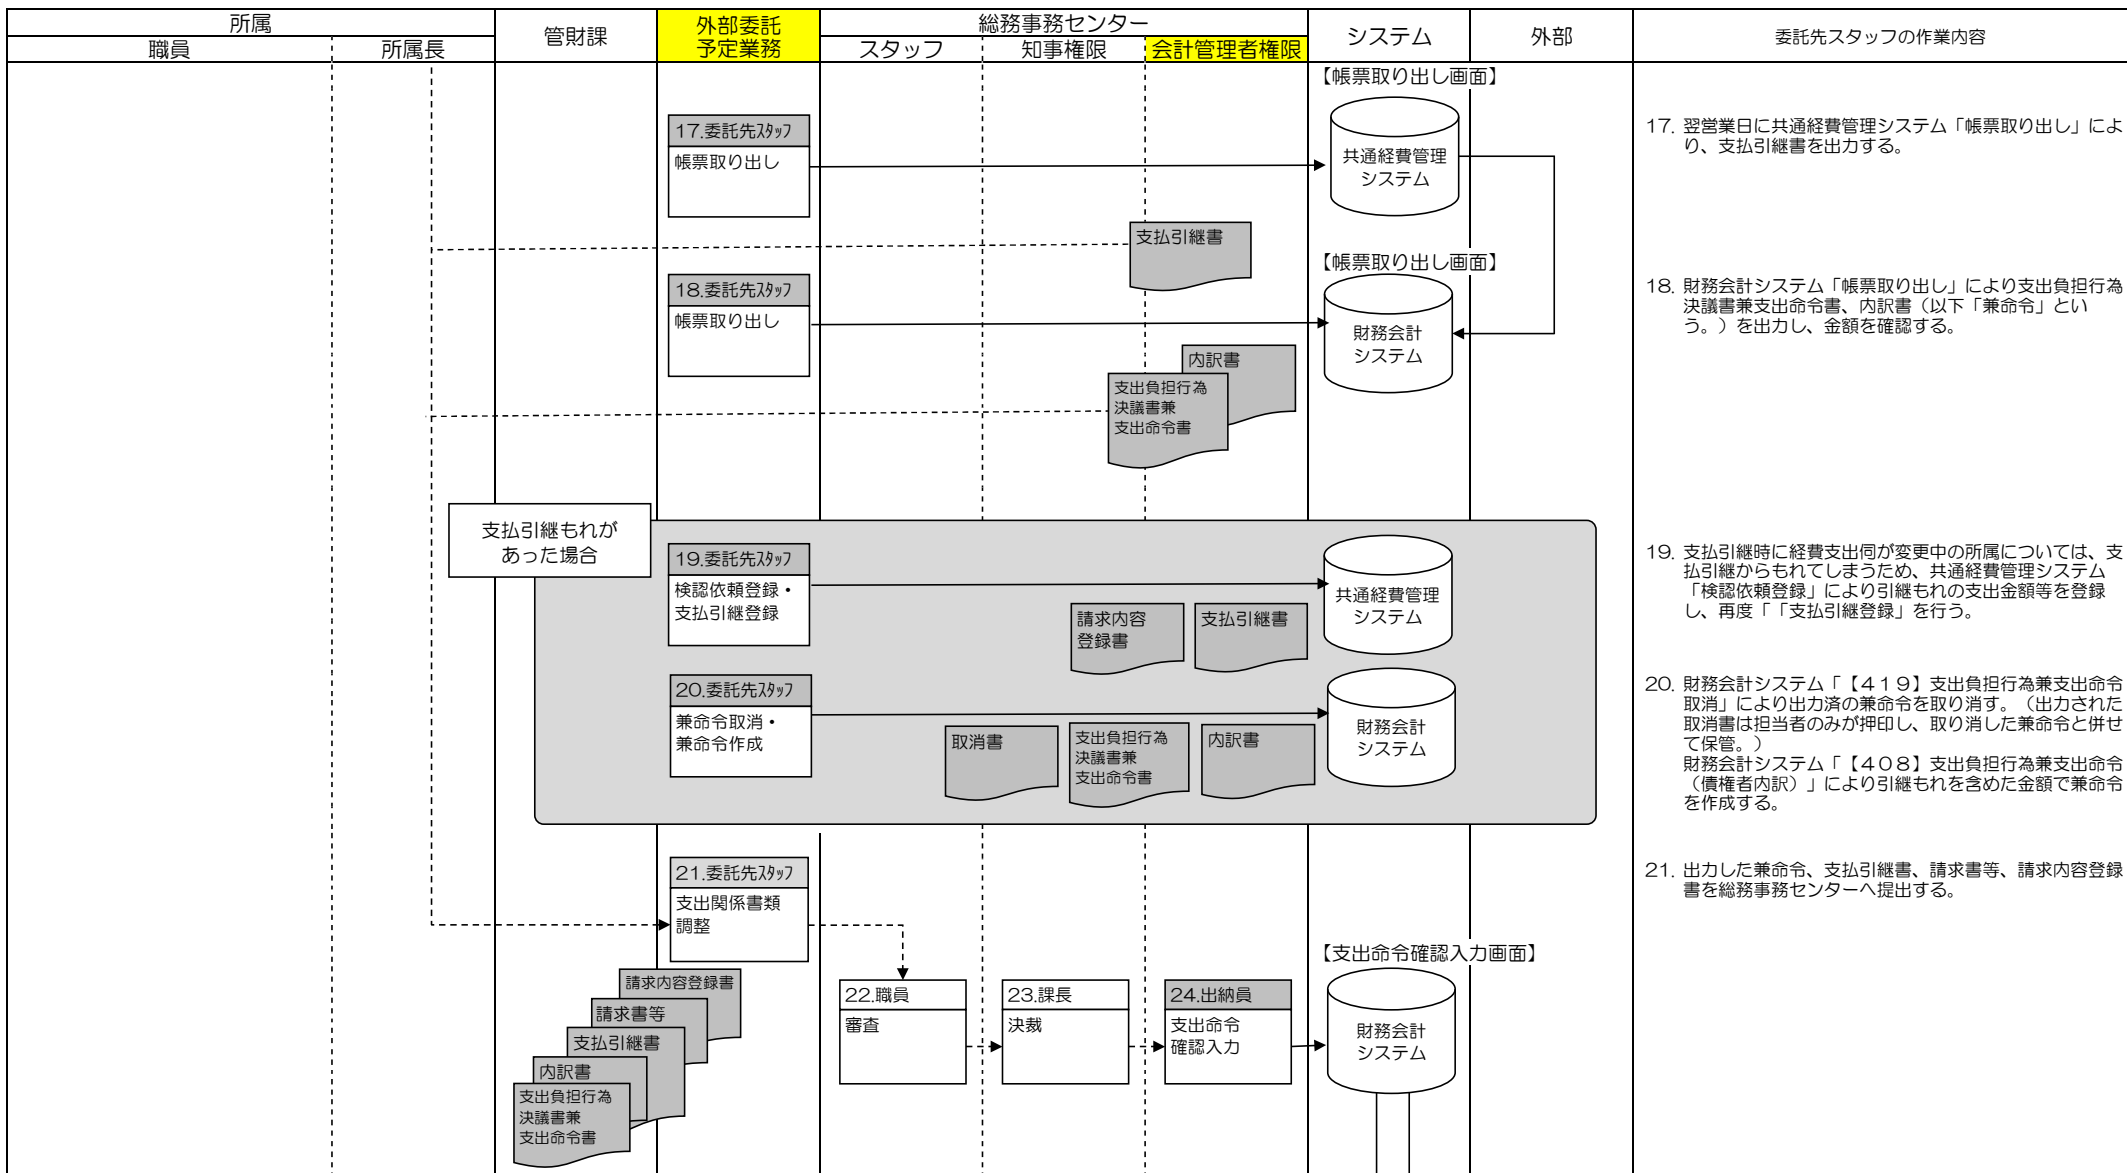 所属
職員
所属長
管財課
外部委託
予定業務
総務事務センター
スタッフ
知事権限
会計管理者権限
システム
外部
委託先スタッフの作業内容
【帳票取り出し画面】
17.委託先ｽﾀｯﾌ
帳票取り出し
共通経費管理
システム
17. 翌営業日に共通経費管理システム「帳票取り出し」によ
り、支払引継書を出力する。
支払引継書
【帳票取り出し画面】
18.委託先ｽﾀｯﾌ
帳票取り出し
財務会計
システム
18. 財務会計システム「帳票取り出し」により支出負担行為
決議書兼支出命令書、内訳書（以下「兼命令」とい
う。）を出力し、金額を確認する。
内訳書
支出負担行為
決議書兼
支出命令書
支払引継もれが
あった場合
19.委託先ｽﾀｯﾌ
検認依頼登録・
支払引継登録
共通経費管理
システム
請求内容
登録書
支払引継書
19. 支払引継時に経費支出伺が変更中の所属については、支
払引継からもれてしまうため、共通経費管理システム
「検認依頼登録」により引継もれの支出金額等を登録
し、再度「「支払引継登録」を行う。
20.委託先ｽﾀｯﾌ
兼命令取消・
兼命令作成
取消書
支出負担行為
決議書兼
支出命令書
内訳書
財務会計
システム
20. 財務会計システム「【４１９】支出負担行為兼支出命令
取消」により出力済の兼命令を取り消す。（出力された
取消書は担当者のみが押印し、取り消した兼命令と併せ
て保管。）
財務会計システム「【４０８】支出負担行為兼支出命令
（債権者内訳）」により引継もれを含めた金額で兼命令
を作成する。
21.委託先ｽﾀｯﾌ
支出関係書類
調整
21. 出力した兼命令、支払引継書、請求書等、請求内容登録
書を総務事務センターへ提出する。
【支出命令確認入力画面】
請求内容登録書
請求書等
支払引継書
内訳書
支出負担行為
決議書兼
支出命令書
22.職員
審査
23.課長
決裁
24.出納員
支出命令
確認入力
財務会計
システム